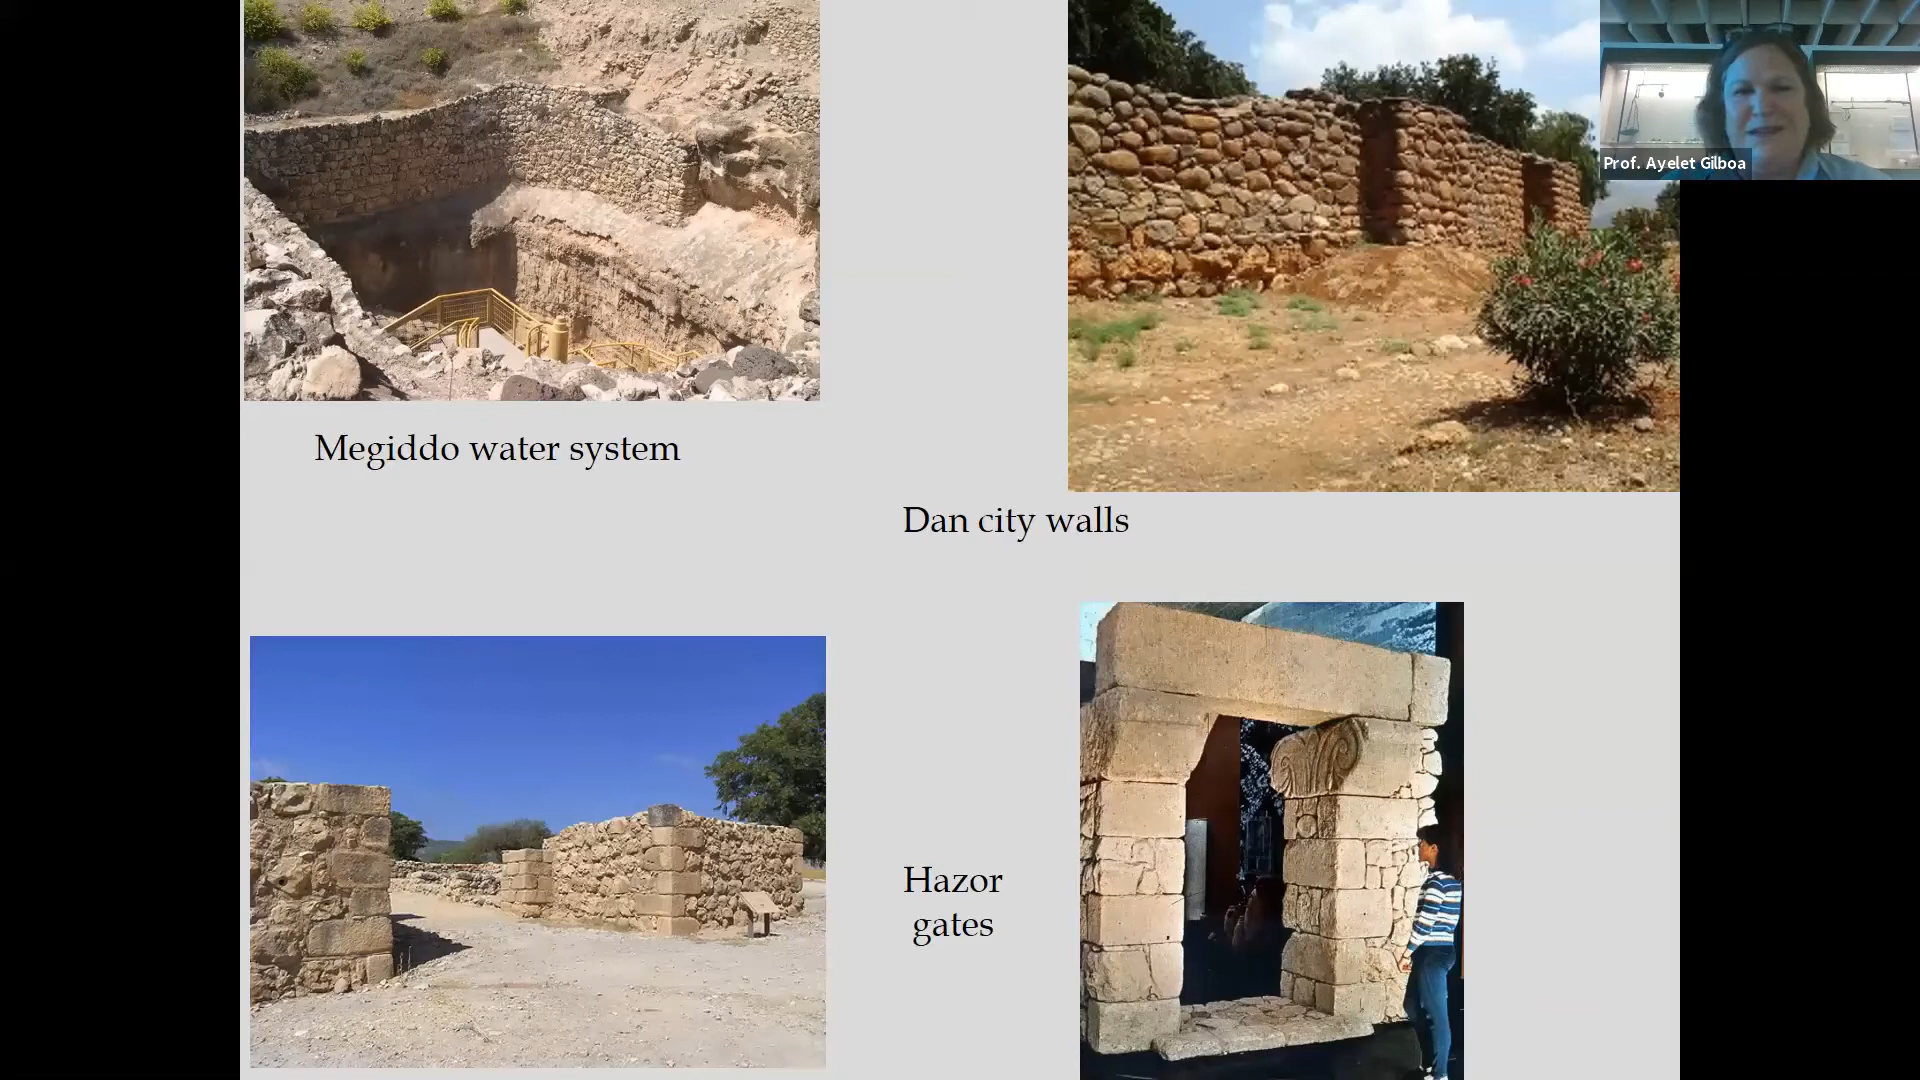 Prof. Ayelet Gilboa
Megiddo water system
Dan city walls
Hazor
gates